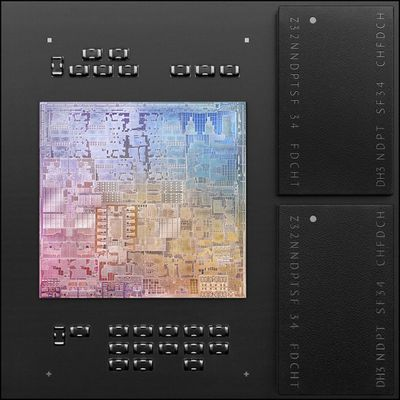 Z32NNDPTSF 34 FDCHT
DH3 NDPT SF34 CHFDCH
Z32NNDPTSF 34 FDCHT
DH3 NDPT SF34 CHFDCH